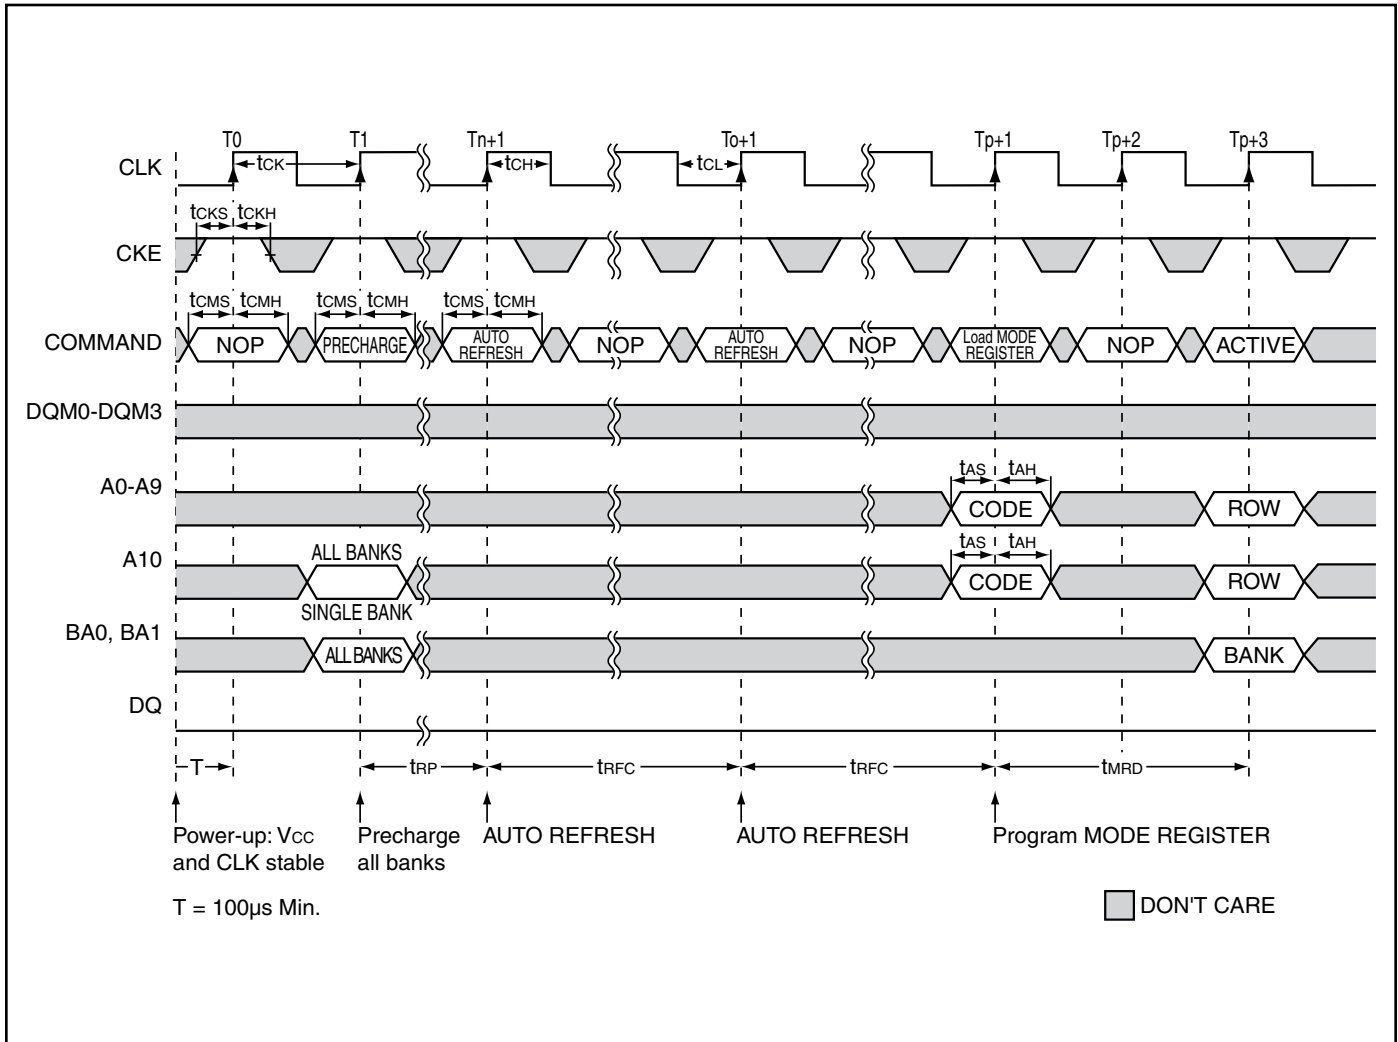 T0 T1 Tn+1 To+1 Tp+1 Tp+2 Tp+3
CLK tCK tCH tCL
tCKS tCKH
CKE
tCMS tCMH tCMS tCMH tCMS tCMH
COMMAND NOP PRECHARGE AUTO REFRESH NOP AUTO REFRESH NOP Load MODE REGISTER NOP ACTIVE
DQM0-DQM3
tAS tAH
A0-A9 CODE ROW
ALL BANKS tAS tAH
A10 CODE ROW
SINGLE BANK
BA0, BA1 ALL BANKS BANK
DQ
T tRP tRFC tRFC tMRD
Power-up: VCC
and CLK stable
Precharge
all banks
AUTO REFRESH
AUTO REFRESH
Program MODE REGISTER
T = 100µs Min.
DON'T CARE